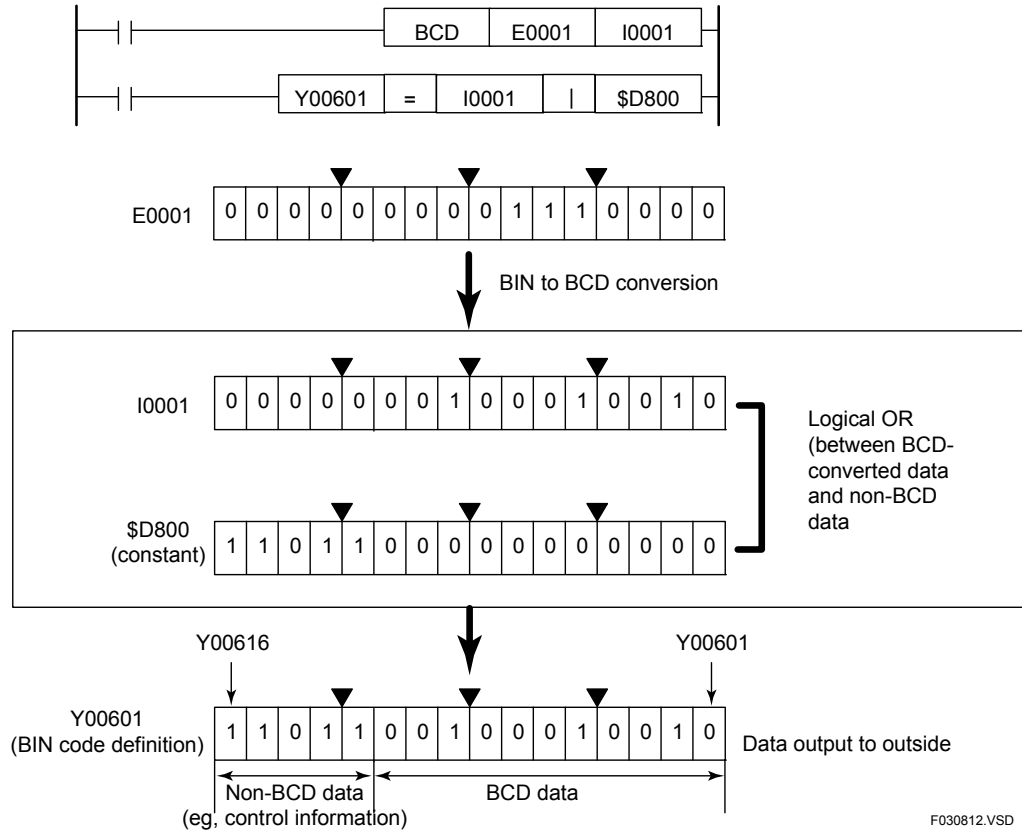 BCD E0001 I0001
Y00601 = I0001 | $D800
E0001 0 0 0 0 0 0 0 0 0 1 1 1 0 0 0 0
BIN to BCD conversion
I0001 0 0 0 0 0 0 0 1 0 0 0 1 0 0 1 0
Logical OR
(between BCD-
converted data
and non-BCD
data
$D800
(constant)
1 1 0 1 1 0 0 0 0 0 0 0 0 0 0 0
Y00616 Y00601
Y00601
(BIN code definition)
1 1 0 1 1 0 0 1 0 0 0 1 0 0 1 0
Data output to outside
Non-BCD data
(eg, control information)
BCD data
F030812.VSD